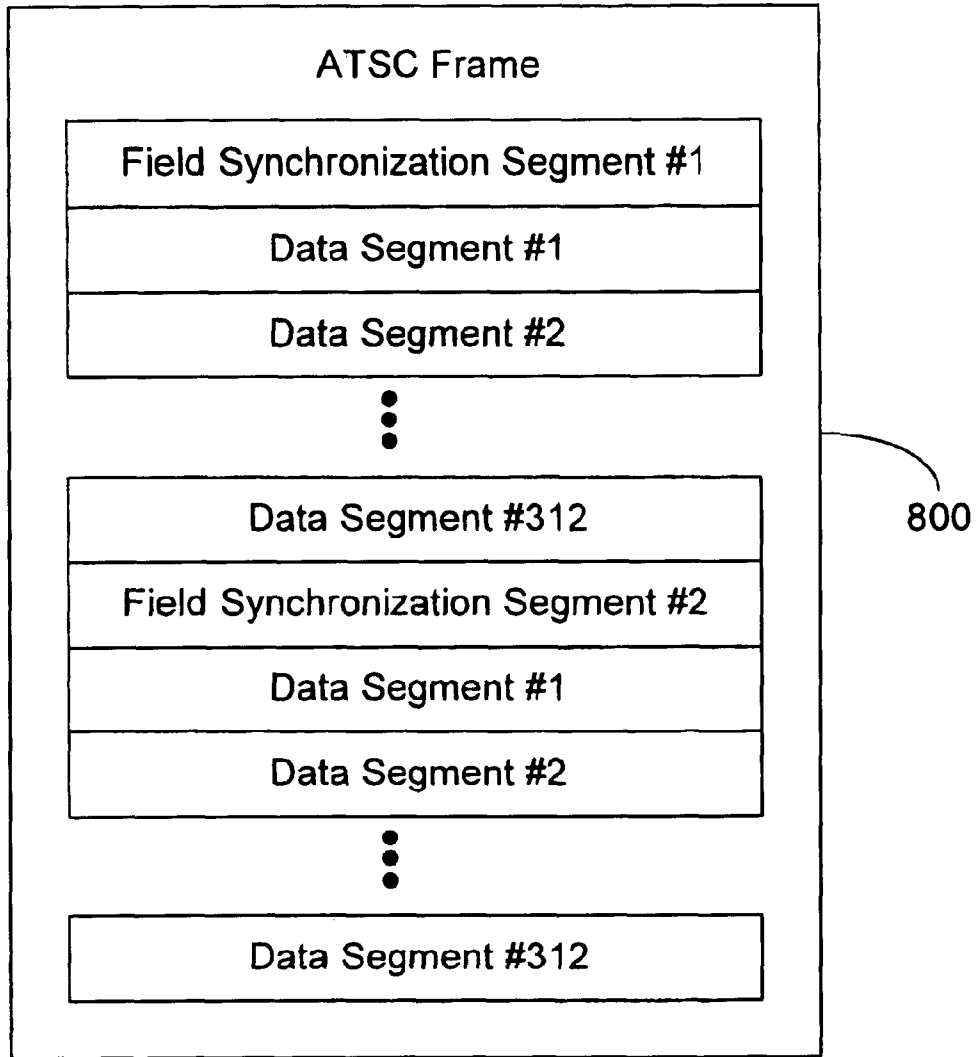 ATSC Frame
Field Synchronization Segment #1
Data Segment #1
Data Segment #2
Data Segment #312
Field Synchronization Segment #2
Data Segment #1
Data Segment #2
Data Segment #312
800